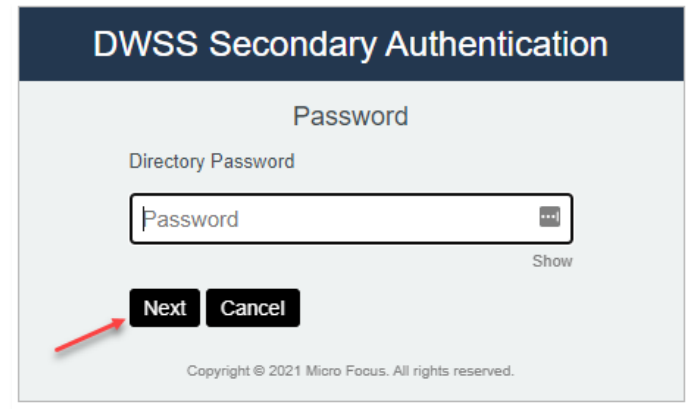 DWSS Secondary Authentication
Password
Directory Password
Password
Show
Next Cancel
Copyright © 2021 Micro Focus. All rights reserved.